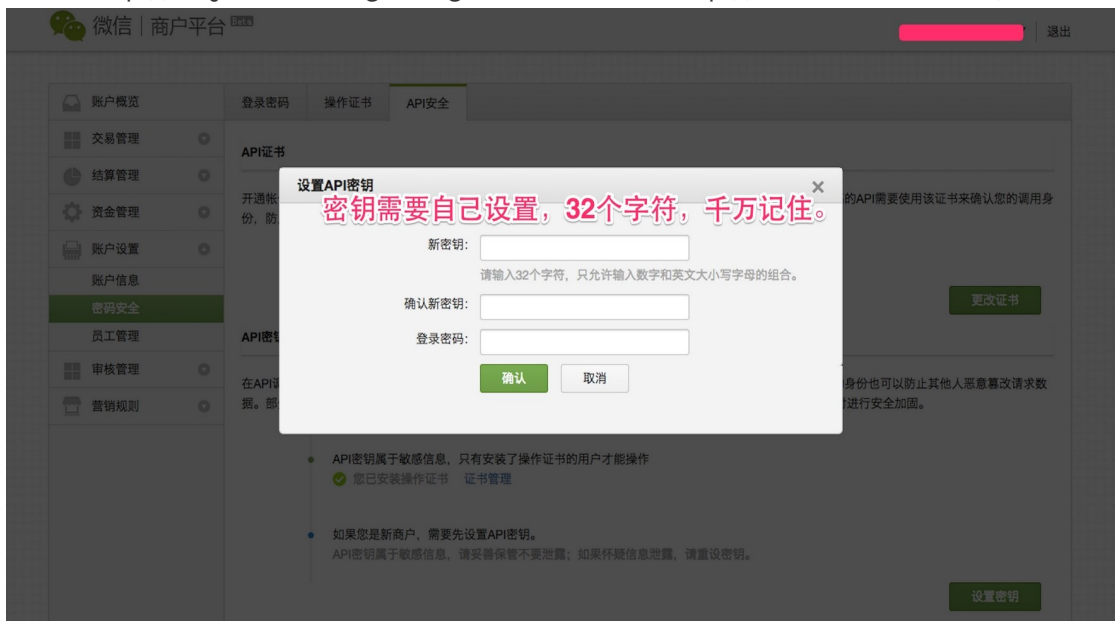 微信 | 商户平台 Beta
退出
账户概览
交易管理
结算管理
资金管理
账户设置
账户信息
密码安全
员工管理
审核管理
营销规则
登录密码 操作证书 API安全
API证书
开通帐
的API需要使用该证书来确认您的调用身
份，防
更改证书
设置API密钥 ×
密钥需要自己设置，32个字符，千万记住。
新密钥:
请输入32个字符，只允许输入数字和英文大小写字母的组合。
确认新密钥:
登录密码:
确认 取消
API密
在API
身份也可以防止其他人恶意篡改请求数
据。部
时进行安全加固。
API密钥属于敏感信息，只有安装了操作证书的用户才能操作
您已安装操作证书 证书管理
如果您是新商户，需要先设置API密钥。
API密钥属于敏感信息，请妥善保管不要泄露；如果怀疑信息泄露，请重设密钥。
设置密钥